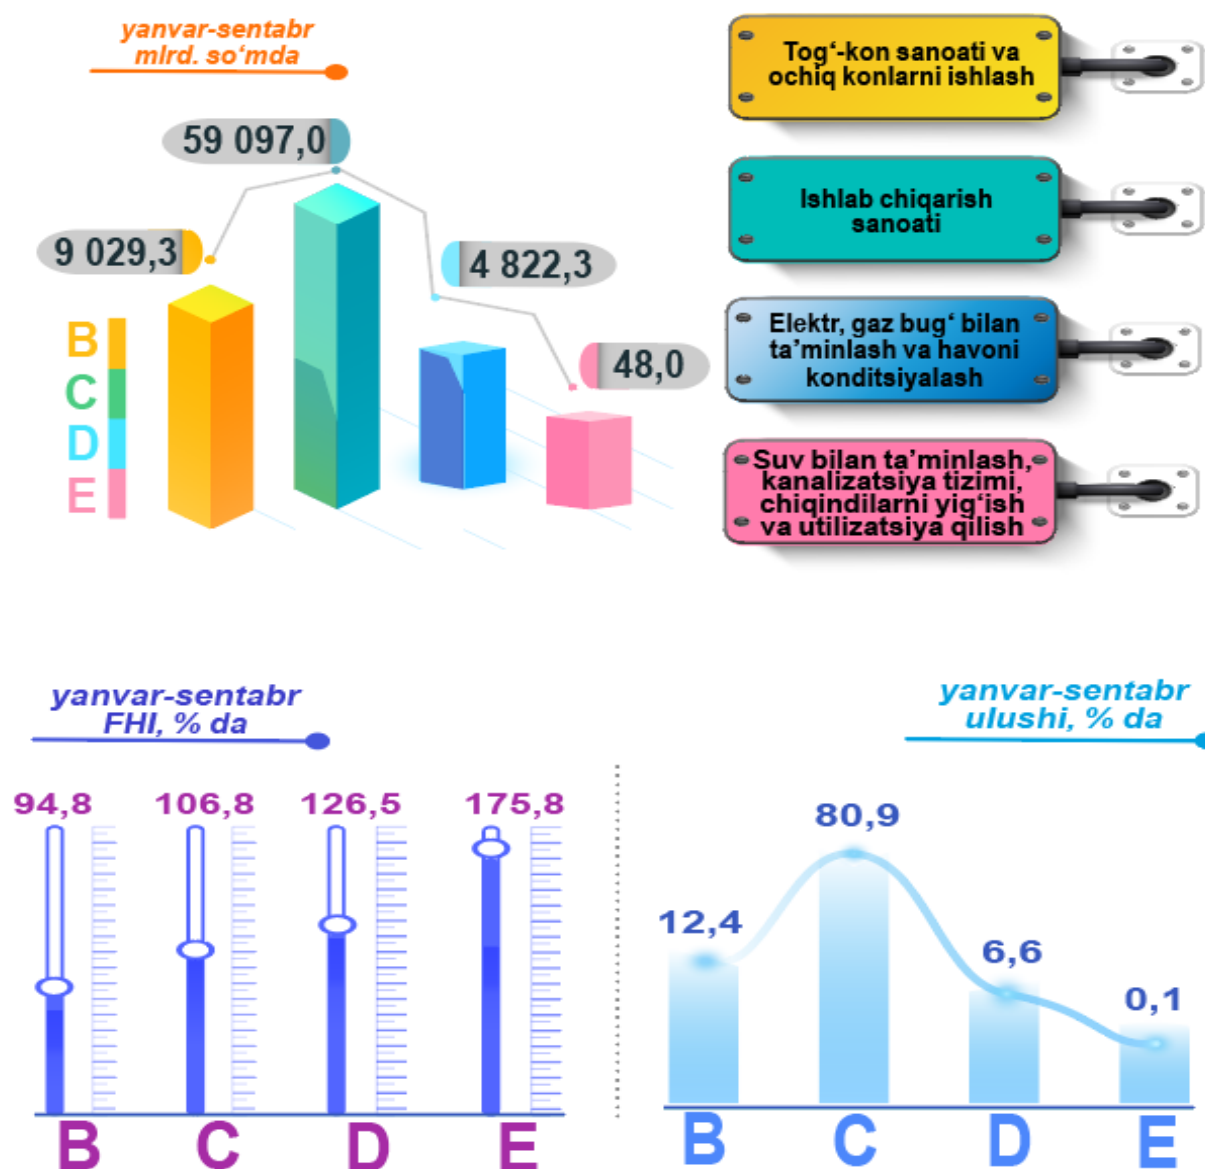 yanvar-sentabr
mlrd. so‘mda
59 097,0
9 029,3
4 822,3
48,0
B
C
D
E
Tog‘-kon sanoati va
ochiq konlarni ishlash
Ishlab chiqarish
sanoati
Elektr, gaz bug‘ bilan
ta’minlash va havoni
konditsiyalash
Suv bilan ta’minlash,
kanalizatsiya tizimi,
chiqindilarni yig‘ish
va utilizatsiya qilish
yanvar-sentabr
FHI, % da
94,8 106,8 126,5 175,8
B C D E
yanvar-sentabr
ulushi, % da
80,9
12,4
6,6
0,1
B C D E